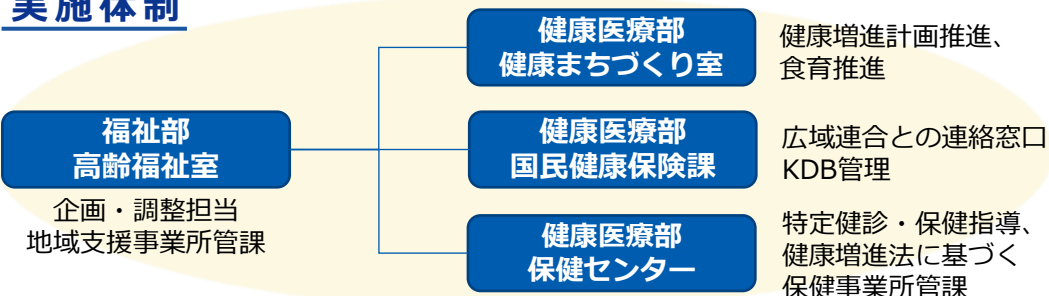 実施体制
福祉部
高齢福祉室
企画・調整担当
地域支援事業所管課
健康医療部
健康まちづくり室
健康増進計画推進、
食育推進
健康医療部
国民健康保険課
広域連合との連絡窓口
KDB管理
健康医療部
保健センター
特定健診・保健指導、
健康増進法に基づく
保健事業所管課